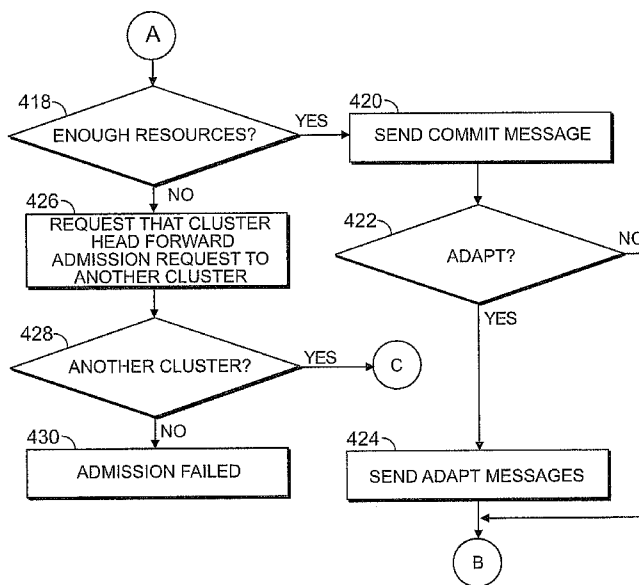 A
418
ENOUGH RESOURCES?
YES
NO
420
SEND COMMIT MESSAGE
422
ADAPT?
NO
YES
426
REQUEST THAT CLUSTER
HEAD FORWARD
ADMISSION REQUEST TO
ANOTHER CLUSTER
428
ANOTHER CLUSTER?
YES
C
NO
430
ADMISSION FAILED
424
SEND ADAPT MESSAGES
B